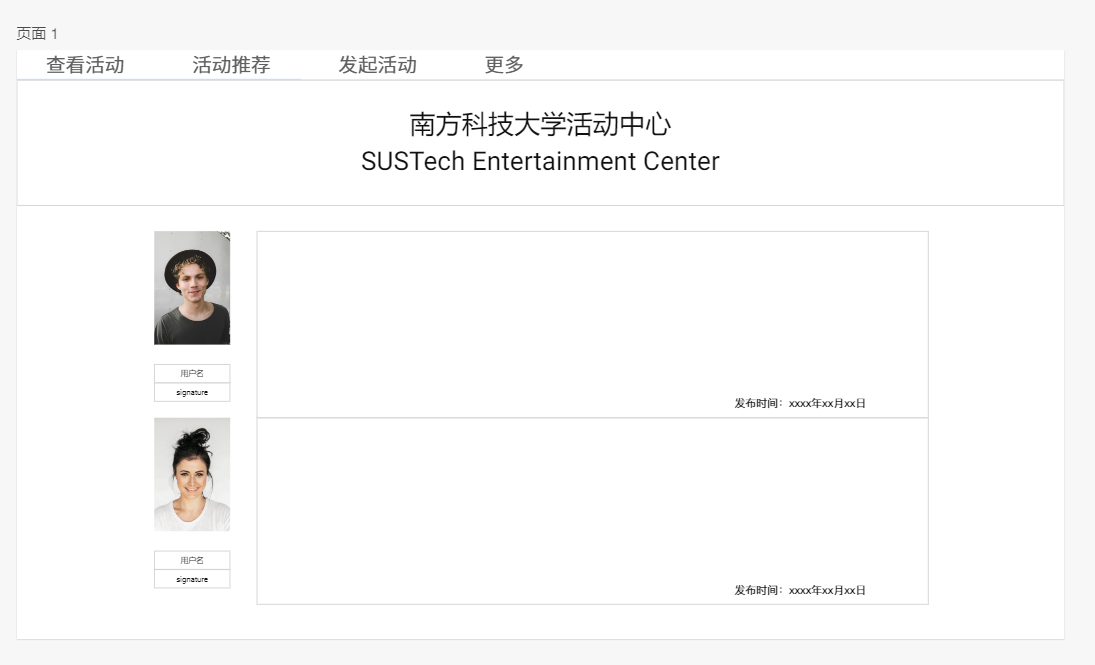 页面 1
查看活动 活动推荐 发起活动 更多
南方科技大学活动中心
SUSTech Entertainment Center
用户名
signature
发布时间：xxxx年xx月xx日
用户名
signature
发布时间：xxxx年xx月xx日